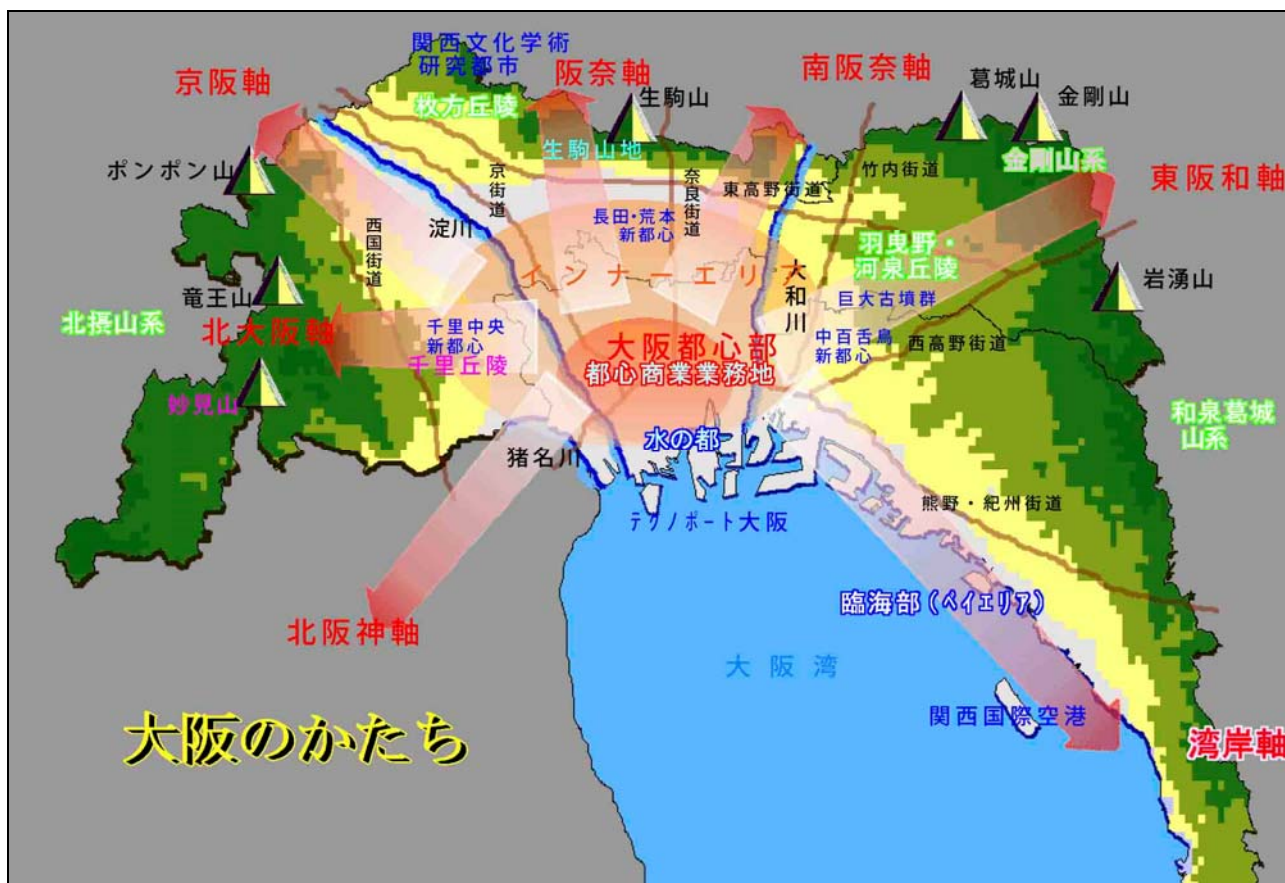 関西文化学術
研究都市
京阪軸
阪奈軸
南阪奈軸
葛城山
金剛山
枚方丘陵
生駒山
生駒山地
金剛山系
ポンポン山
京街道
奈良街道
東高野街道
竹内街道
東阪和軸
西国街道
淀川
長田・荒本
新都心
羽曳野・
河泉丘陵
インナーエリア
大和川
竜王山
岩湧山
巨大古墳群
北摂山系
北大阪軸
千里中央
新都心
千里丘陵
大阪都心部
都心商業業務地
中百舌鳥
新都心
西高野街道
妙見山
和泉葛城
山系
水の都
猪名川
テクノポート大阪
熊野・紀州街道
臨海部(ベイエリア)
北阪神軸
大阪湾
関西国際空港
大阪のかたち
湾岸軸